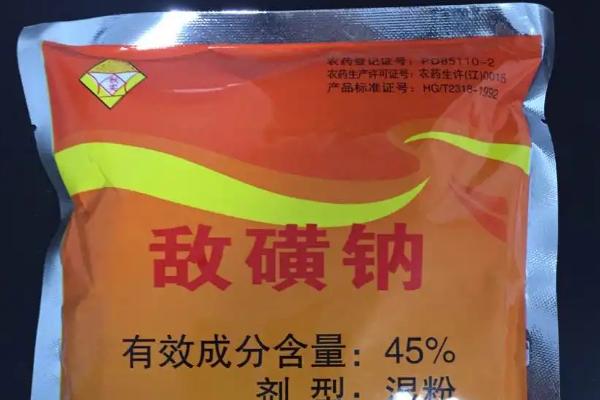 农药登记证号：PD85110-2
农药生产许可证号：农药生许(辽)0015
产品标准证号：HG/T2318-1992
敌磺钠
有效成分含量：45%
剂 型：湿粉